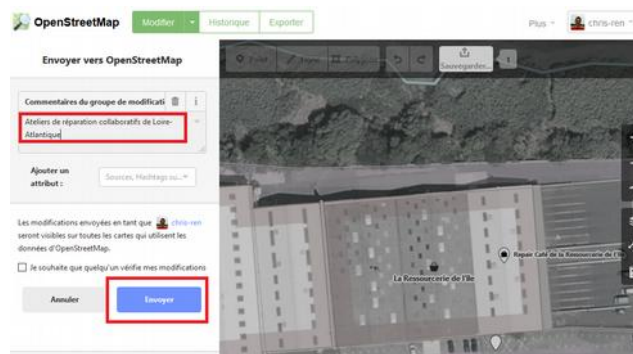 OpenStreetMap
Modifier
Historique
Exporter
Plus
chris-ren
Envoyer vers OpenStreetMap
Sauvegarder...
1
Commentaires du groupe de modificati
i
Ateliers de réparation collaboratifs de Loire-
Atlantique
Ajouter un
attribut :
Sources, Hashtags ou...
Les modifications envoyées en tant que chris-ren
seront visibles sur toutes les cartes qui utilisent les
données d'OpenStreetMap.
Je souhaite que quelqu'un vérifie mes modifications
Annuler
Envoyer
La Ressourcerie de l'île
Repair Café de la Ressourcerie de l'île